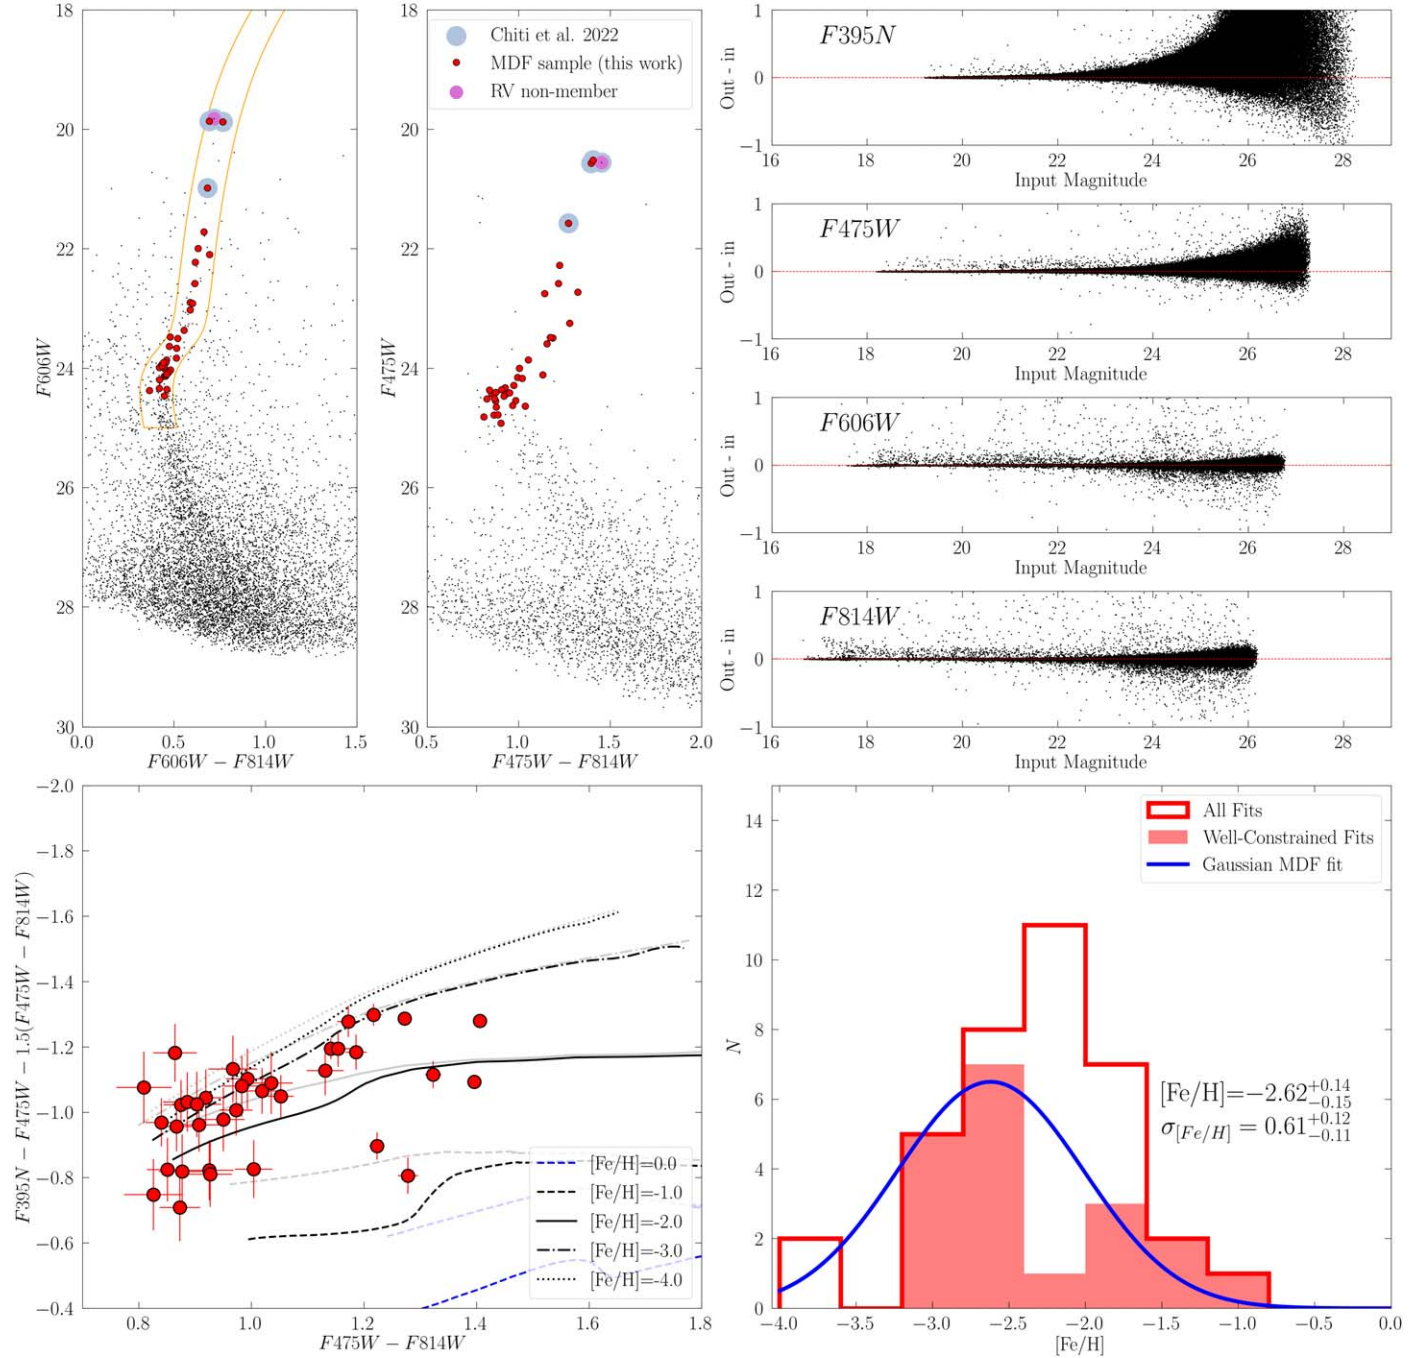 18
20
22
24
26
28
30
F606W
0.0 0.5 1.0 1.5
F606W − F814W
18
20
22
24
26
28
30
F475W
0.5 1.0 1.5 2.0
F475W − F814W
Chiti et al. 2022
MDF sample (this work)
RV non-member
F395N
1
0
−1
Out - in
16 18 20 22 24 26 28
Input Magnitude
F475W
1
0
−1
Out - in
16 18 20 22 24 26 28
Input Magnitude
F606W
1
0
−1
Out - in
16 18 20 22 24 26 28
Input Magnitude
F814W
1
0
−1
Out - in
16 18 20 22 24 26 28
Input Magnitude
−2.0
−1.8
−1.6
−1.4
−1.2
−1.0
−0.8
−0.6
−0.4
F395N − F475W − 1.5(F475W − F814W)
0.8 1.0 1.2 1.4 1.6 1.8
F475W − F814W
[Fe/H]=0.0
[Fe/H]=-1.0
[Fe/H]=-2.0
[Fe/H]=-3.0
[Fe/H]=-4.0
14
12
10
8
6
4
2
0
N
−4.0 −3.5 −3.0 −2.5 −2.0 −1.5 −1.0 −0.5 0.0
[Fe/H]
All Fits
Well-Constrained Fits
Gaussian MDF fit
[Fe/H]=−2.62+0.14−0.15
σ[Fe/H] = 0.61+0.12−0.11